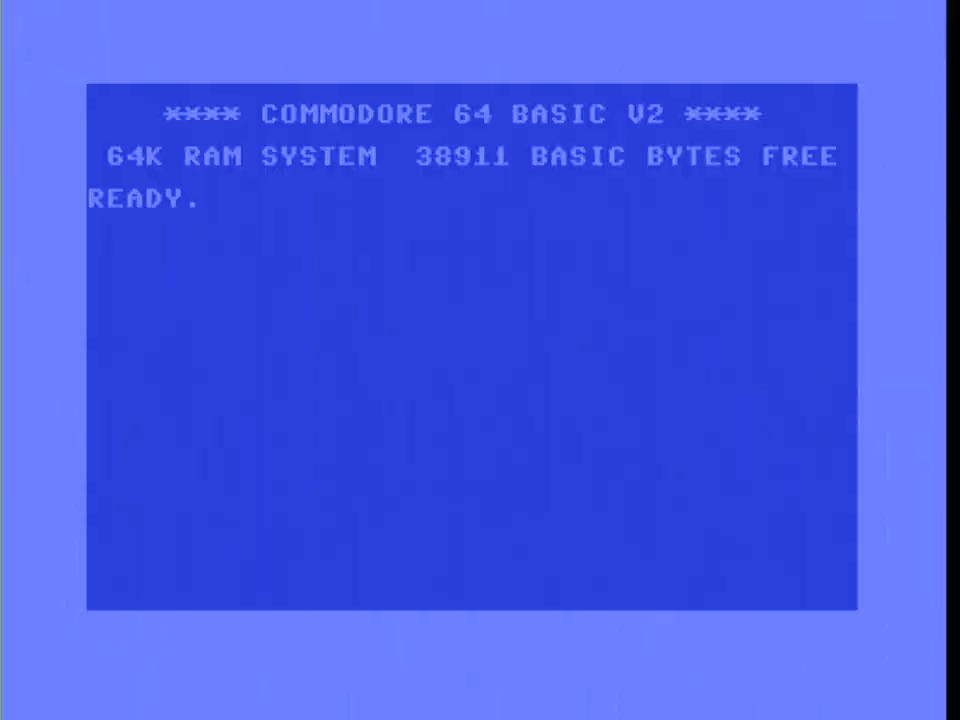 **** COMMODORE 64 BASIC V2 ****
64K RAM SYSTEM  38911 BASIC BYTES FREE
READY.